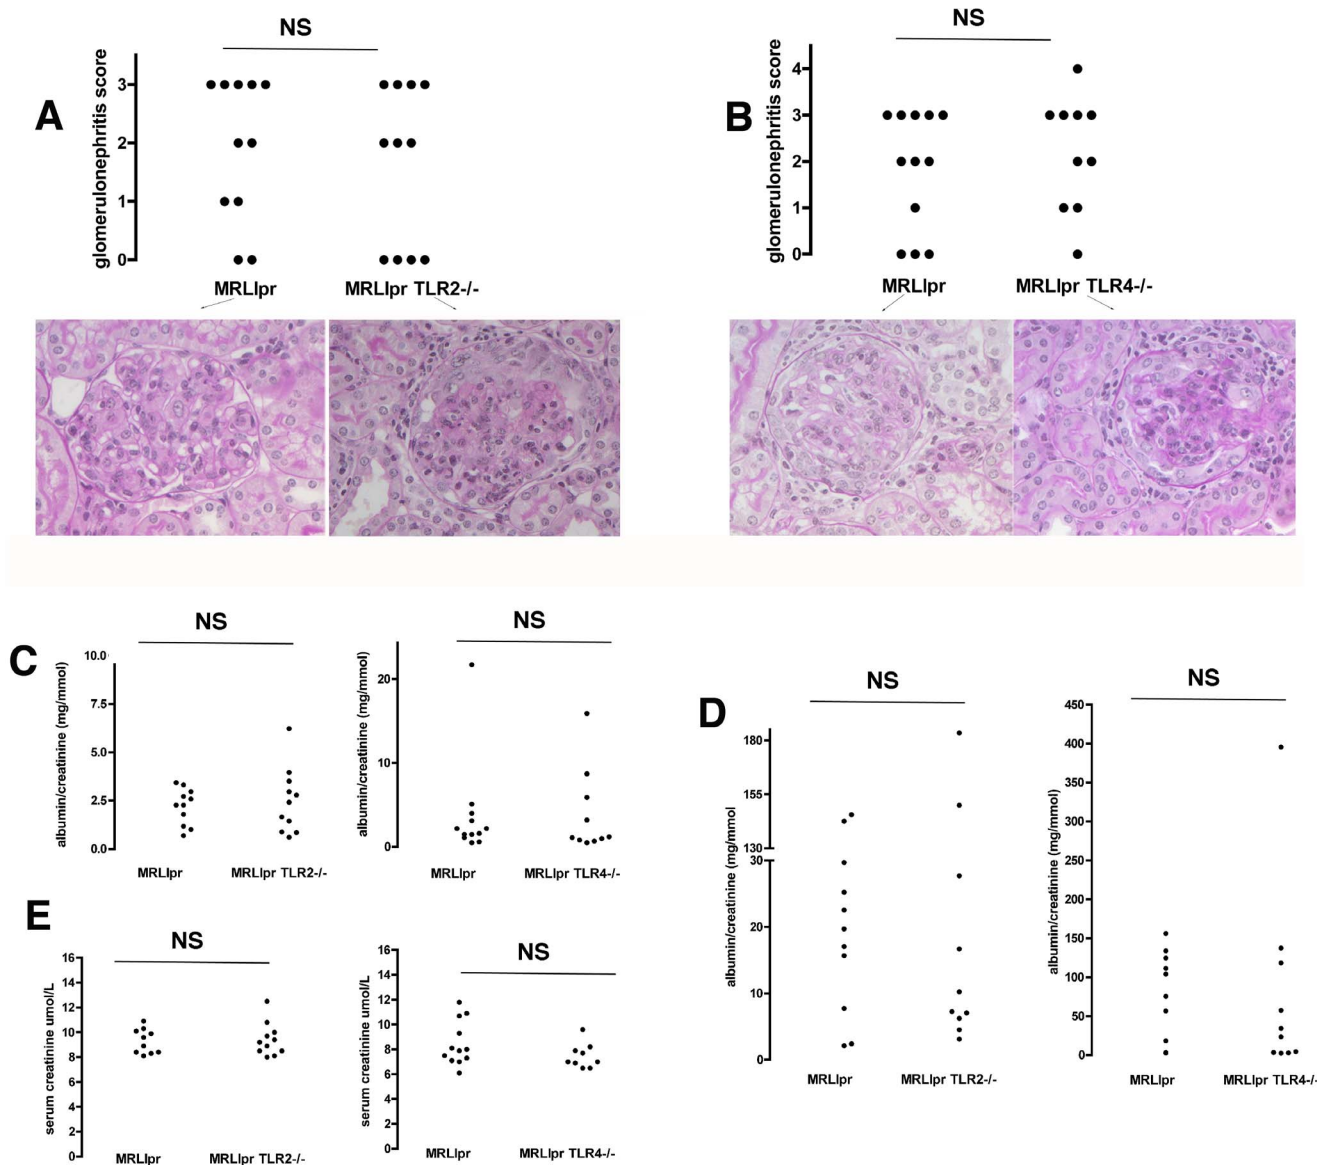 A
NS
glomerulonephritis score
3
2
1
0
MRLlpr
MRLlpr TLR2-/-
B
NS
glomerulonephritis score
4
3
2
1
0
MRLlpr
MRLlpr TLR4-/-
C
NS
albumin/creatinine (mg/mmol)
10.0
7.5
5.0
2.5
0.0
MRLlpr
MRLlpr TLR2-/-
NS
albumin/creatinine (mg/mmol)
20
10
0
MRLlpr
MRLlpr TLR4-/-
D
NS
albumin/creatinine (mg/mmol
180
155
130
30
20
10
0
MRLlpr
MRLlpr TLR2-/-
NS
albumin/creatinine (mg/mmol)
450
400
350
300
250
200
150
100
50
0
MRLlpr
MRLlpr TLR4-/-
E
NS
serum creatinine umol/L
16
14
12
10
8
6
4
2
0
MRLlpr
MRLlpr TLR2-/-
NS
serum creatinine umol/L
16
14
12
10
8
6
4
2
0
MRLlpr
MRLlpr TLR4-/-